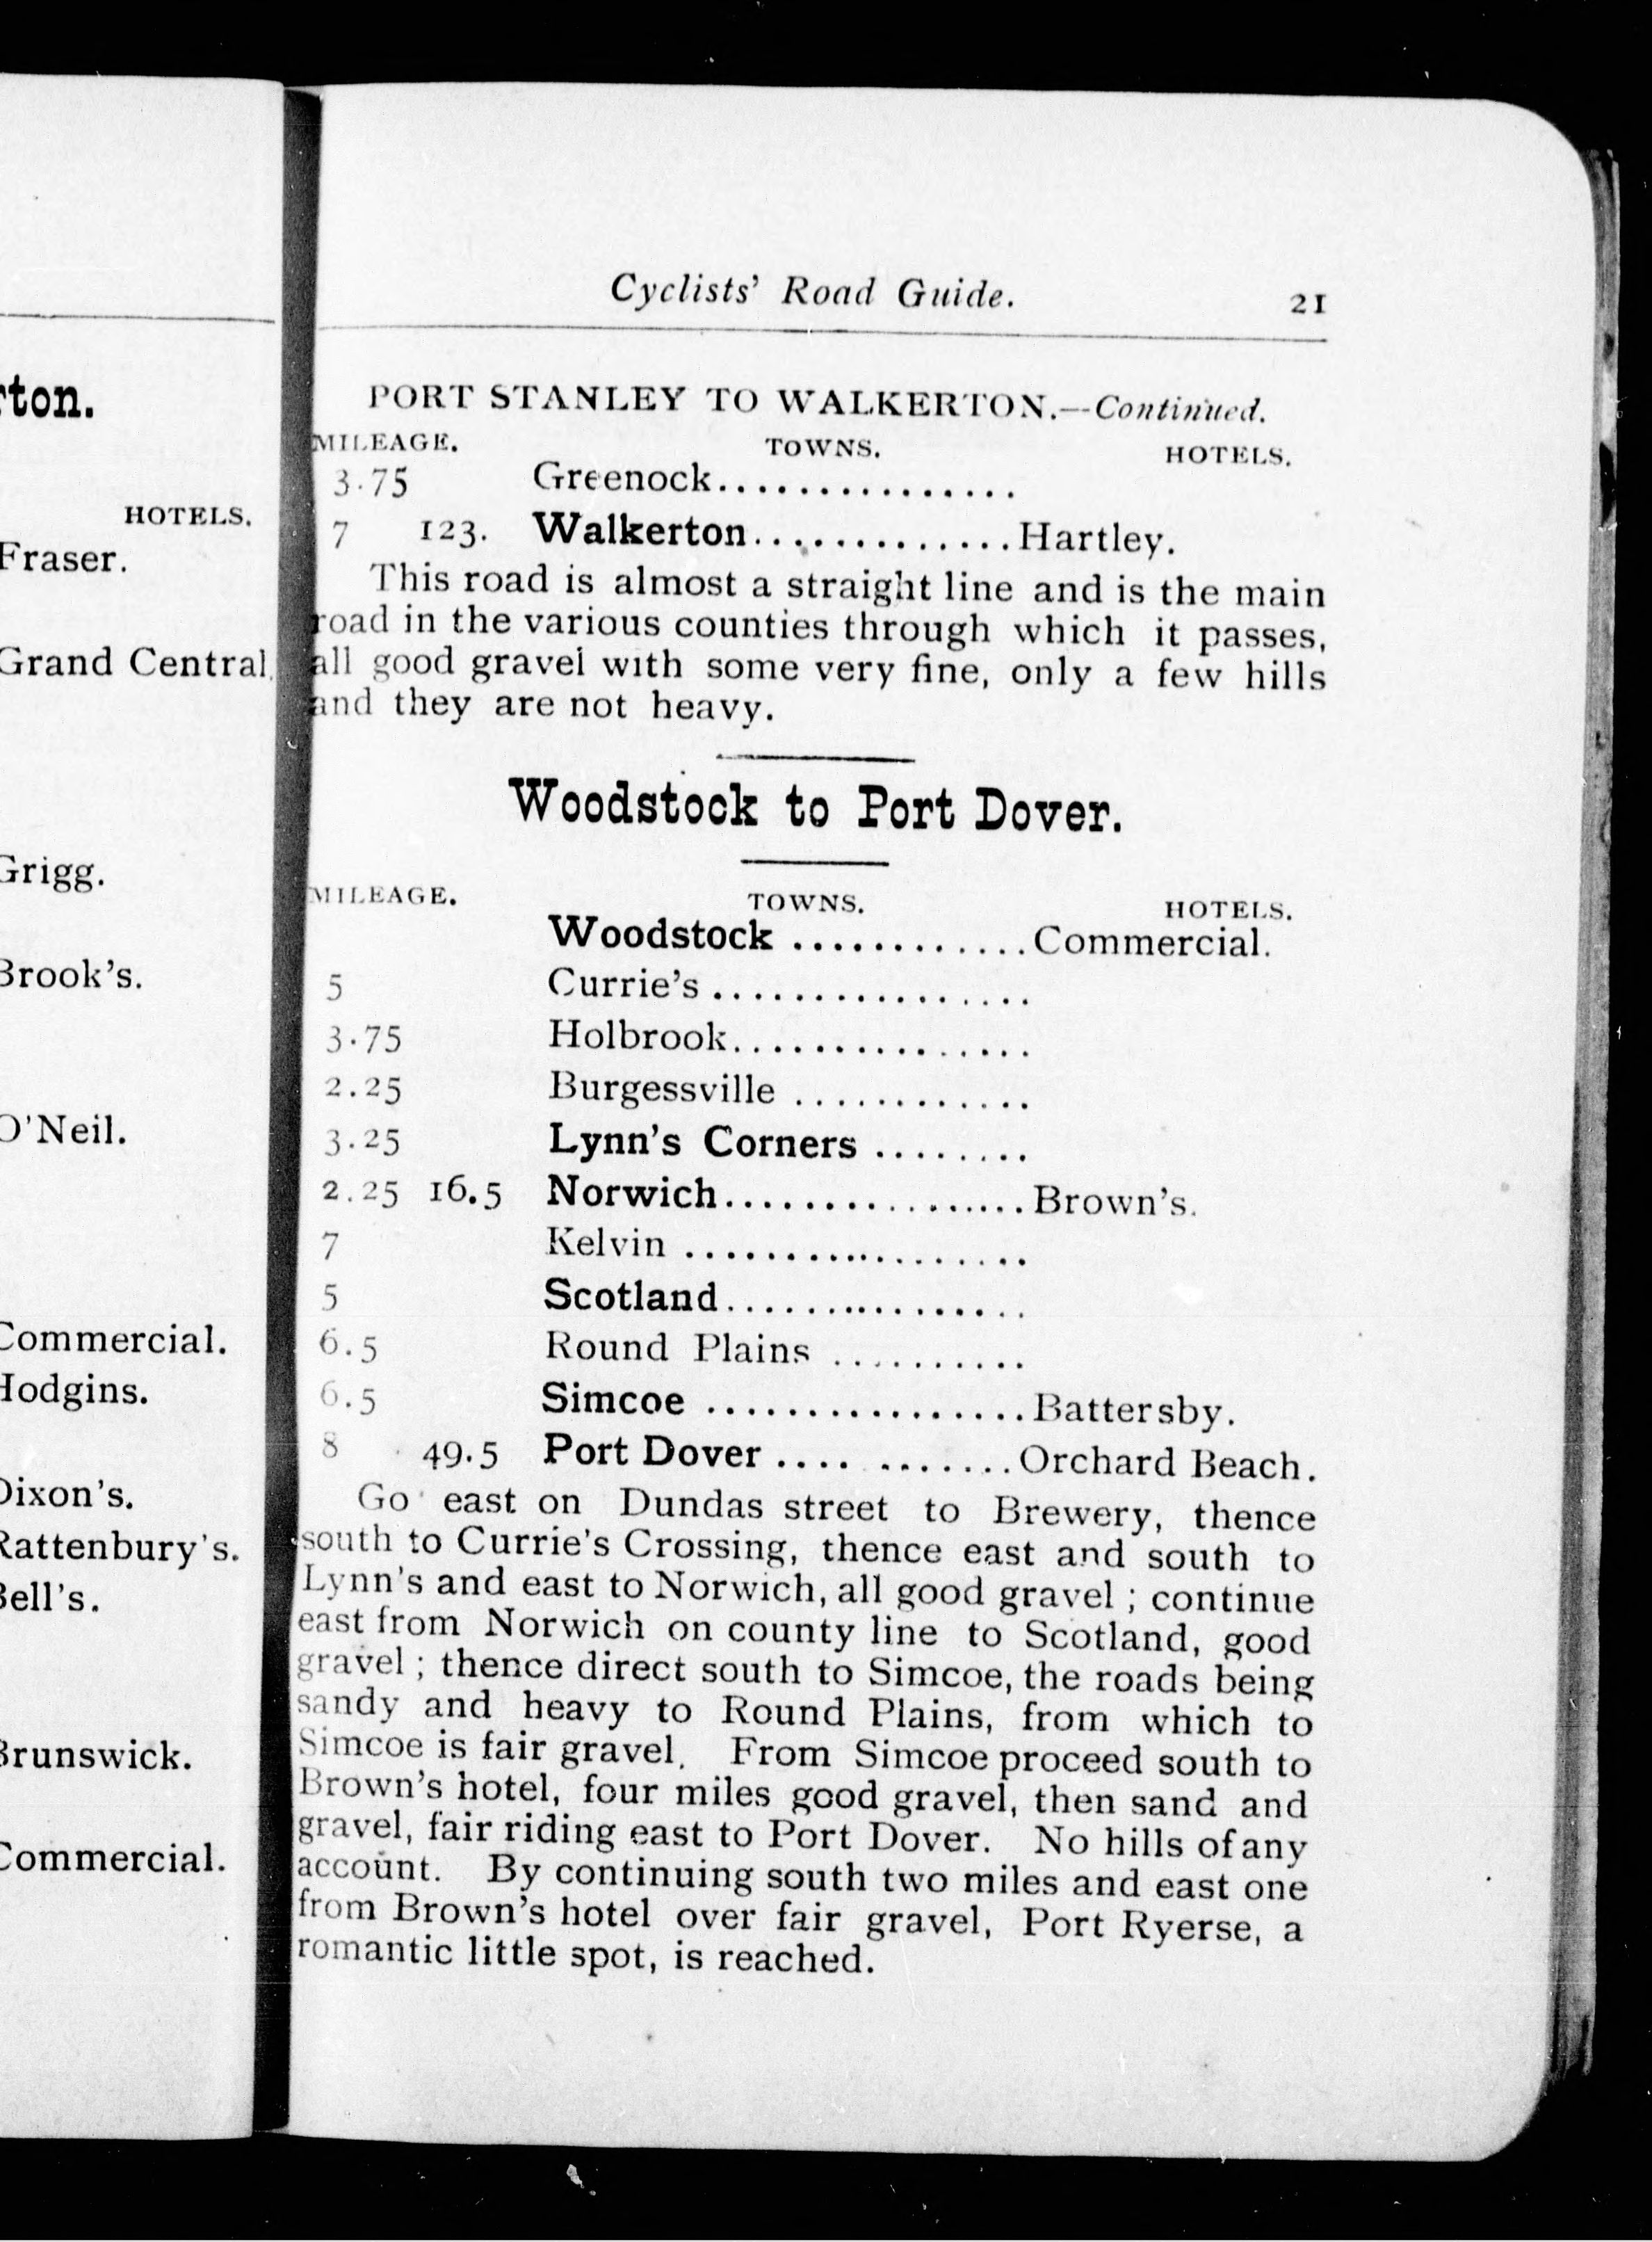 rton.
HOTELS.
Fraser.
Grand Central.
Grigg.
Brook's.
O'Neil.
Commercial.
Hodgins.
Dixon's.
Rattenbury's.
Bell's.
Brunswick.
Commercial.
Cyclists' Road Guide. 21
PORT STANLEY TO WALKERTON.—Continued.
MILEAGE. TOWNS. HOTELS.
3.75 Greenock...............
7 123. Walkerton.............Hartley.
This road is almost a straight line and is the main
road in the various counties through which it passes,
all good gravel with some very fine, only a few hills
and they are not heavy.
Woodstock to Port Dover.
MILEAGE. TOWNS. HOTELS.
Woodstock ............Commercial.
5 Currie's ................
3.75 Holbrook...............
2.25 Burgessville ............
3.25 Lynn's Corners ........
2.25 16.5 Norwich...............Brown's.
7 Kelvin .................
5 Scotland...............
6.5 Round Plains ..........
6.5 Simcoe ................Battersby.
8 49.5 Port Dover .... .......Orchard Beach.
Go east on Dundas street to Brewery, thence
south to Currie's Crossing, thence east and south to
Lynn's and east to Norwich, all good gravel ; continue
east from Norwich on county line to Scotland, good
gravel ; thence direct south to Simcoe, the roads being
sandy and heavy to Round Plains, from which to
Simcoe is fair gravel. From Simcoe proceed south to
Brown's hotel, four miles good gravel, then sand and
gravel, fair riding east to Port Dover. No hills of any
account. By continuing south two miles and east one
from Brown's hotel over fair gravel, Port Ryerse, a
romantic little spot, is reached.